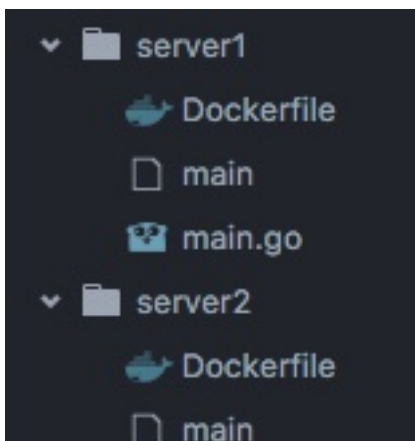 server1
Dockerfile
main
main.go
server2
Dockerfile
main